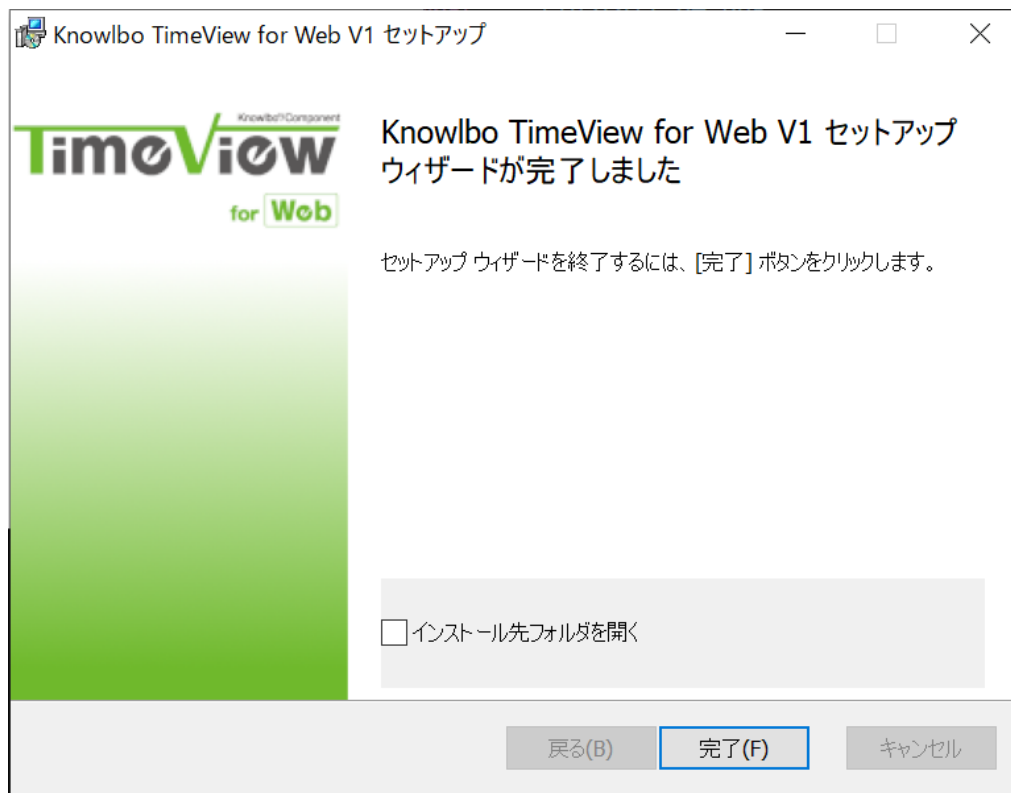 Knowlbo TimeView for Web V1 セットアップ
Knowlbo?Component
TimeView
for Web
Knowlbo TimeView for Web V1 セットアップ
ウィザードが完了しました
セットアップ ウィザードを終了するには、[完了] ボタンをクリックします。
インストール先フォルダを開く
戻る(B)
完了(F)
キャンセル